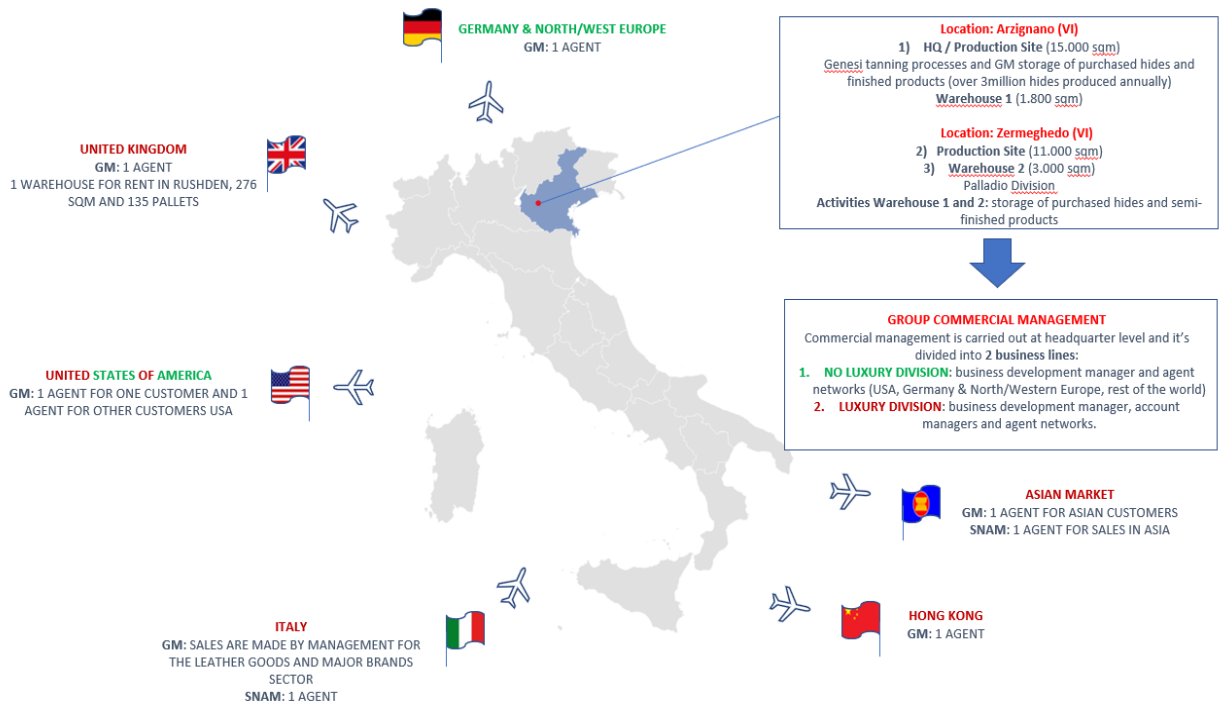 GERMANY & NORTH/WEST EUROPE
GM: 1 AGENT
Location: Arzignano (VI)
1) HQ / Production Site (15.000 sqm)
Genesi tanning processes and GM storage of purchased hides and
finished products (over 3million hides produced annually)
Warehouse 1 (1.800 sqm)
Location: Zermeghedo (VI)
2) Production Site (11.000 sqm)
3) Warehouse 2 (3.000 sqm)
Palladio Division
Activities Warehouse 1 and 2: storage of purchased hides and semi-
finished products
UNITED KINGDOM
GM: 1 AGENT
1 WAREHOUSE FOR RENT IN RUSHDEN, 276
SQM AND 135 PALLETS
GROUP COMMERCIAL MANAGEMENT
Commercial management is carried out at headquarter level and it's
divided into 2 business lines:
1. NO LUXURY DIVISION: business development manager and agent
networks (USA, Germany & North/Western Europe, rest of the world)
2. LUXURY DIVISION: business development manager, account
managers and agent networks.
UNITED STATES OF AMERICA
GM: 1 AGENT FOR ONE CUSTOMER AND 1
AGENT FOR OTHER CUSTOMERS USA
ASIAN MARKET
GM: 1 AGENT FOR ASIAN CUSTOMERS
SNAM: 1 AGENT FOR SALES IN ASIA
HONG KONG
GM: 1 AGENT
ITALY
GM: SALES ARE MADE BY MANAGEMENT FOR
THE LEATHER GOODS AND MAJOR BRANDS
SECTOR
SNAM: 1 AGENT